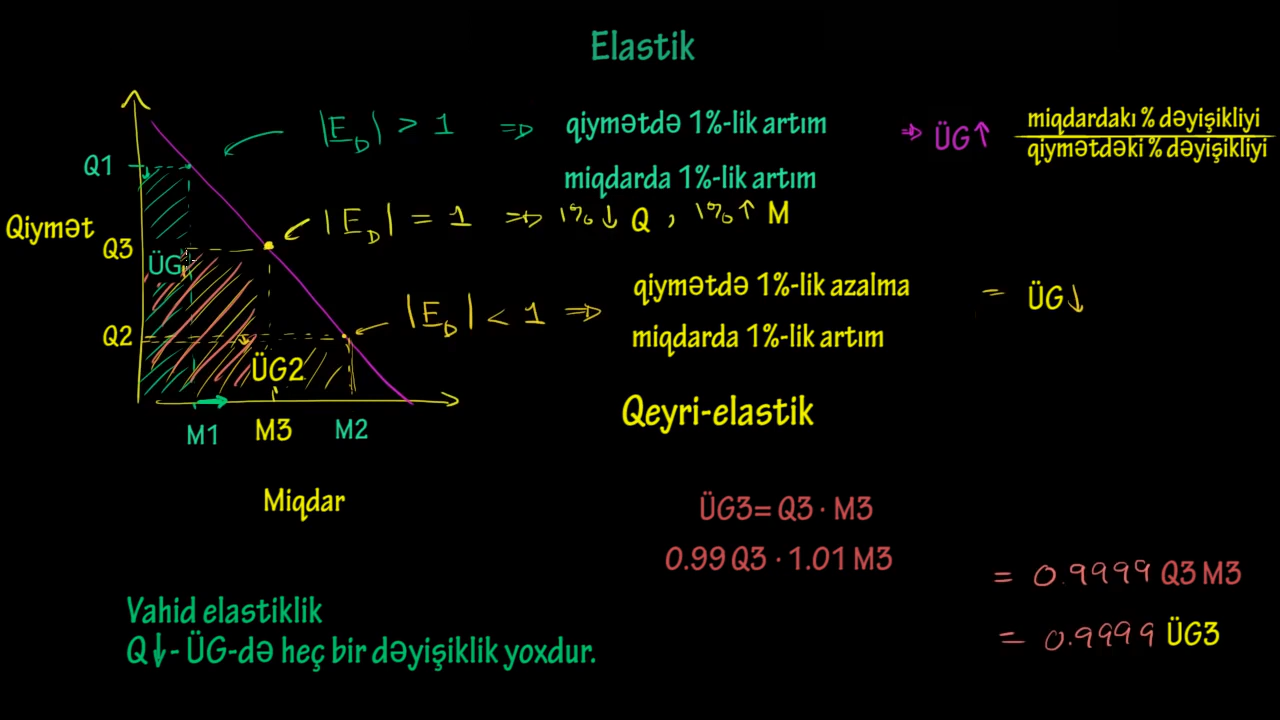 Elastik
|E_D| > 1 ⇒ qiymətdə 1%-lik artım
miqdarda 1%-lik artım
⇒ ÜG↑
miqdardakı % dəyişikliyi
qiymətdəki % dəyişikliyi
Q1
|E_D| = 1 ⇒ 1%↓ Q , 1%↑ M
Qiymət
Q3
ÜG
|E_D| < 1 ⇒ qiymətdə 1%-lik azalma
miqdarda 1%-lik artım
= ÜG↓
Q2
ÜG2
M1 M3 M2
Qeyri-elastik
Miqdar
ÜG3= Q3 · M3
0.99 Q3 · 1.01 M3
= 0.9999 Q3 M3
= 0.9999 ÜG3
Vahid elastiklik
Q↓- ÜG-də heç bir dəyişiklik yoxdur.